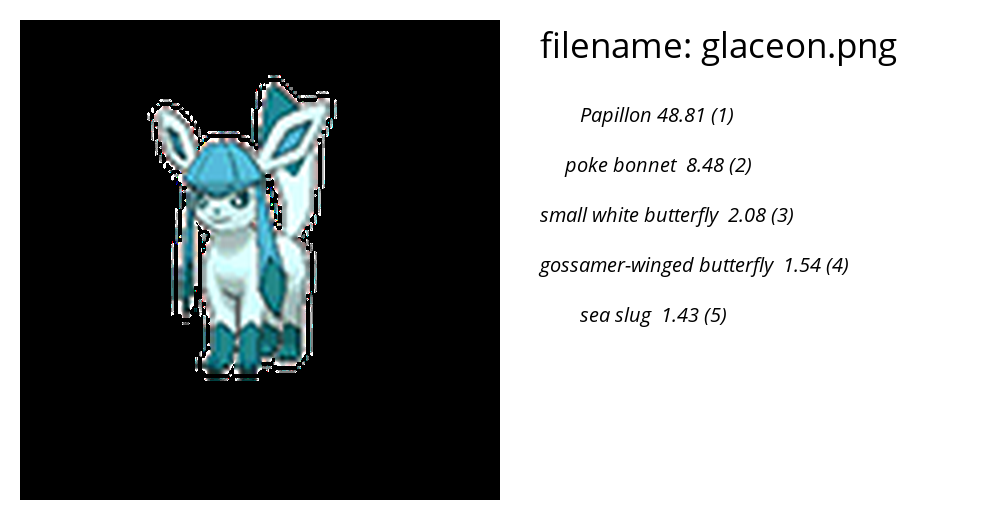 filename: glaceon.png
Papillon 48.81 (1)
poke bonnet 8.48 (2)
small white butterfly 2.08 (3)
gossamer-winged butterfly 1.54 (4)
sea slug 1.43 (5)